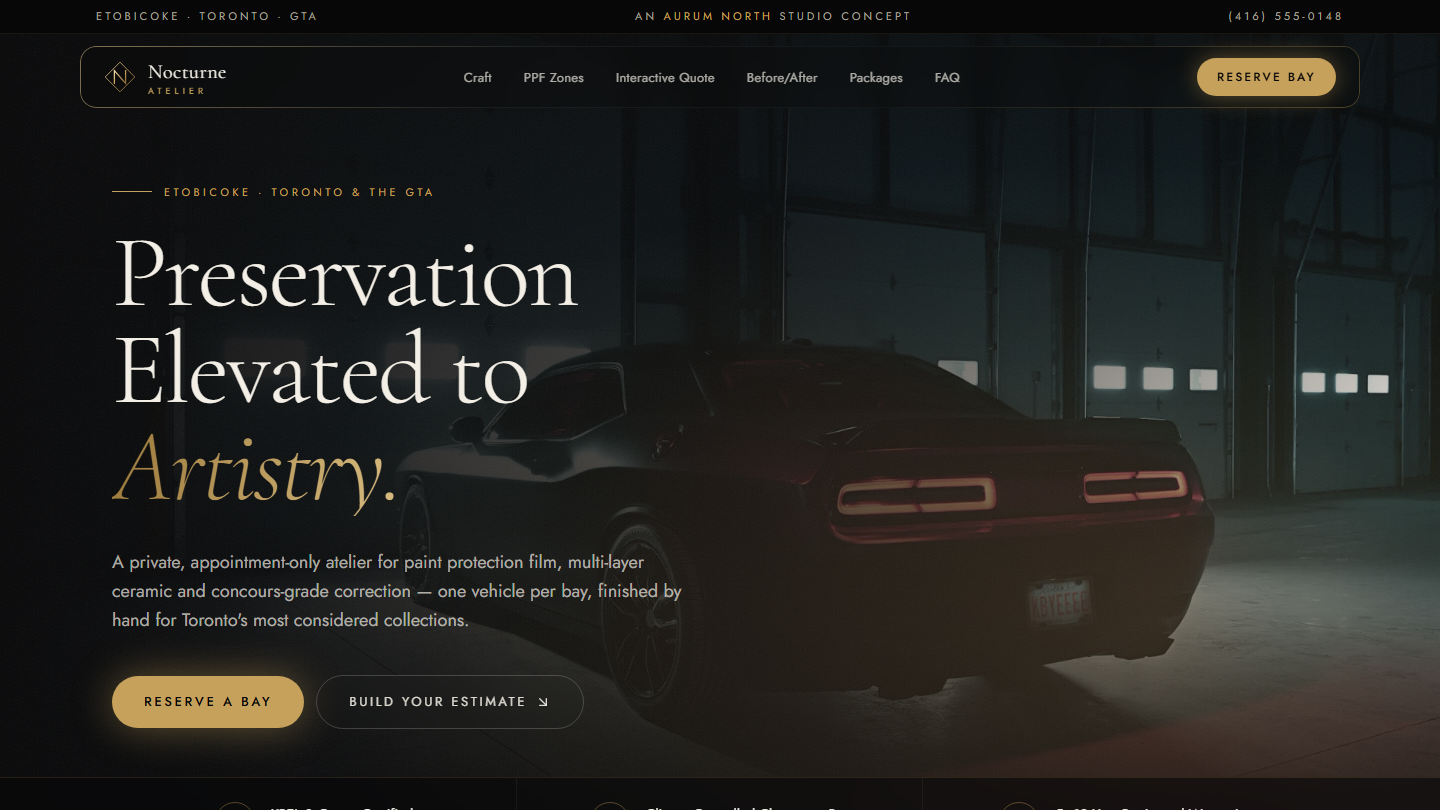 ETOBICOKE · TORONTO · GTA
AN AURUM NORTH STUDIO CONCEPT
(416) 555-0148
N
Nocturne
ATELIER
Craft
PPF Zones
Interactive Quote
Before/After
Packages
FAQ
RESERVE BAY
ETOBICOKE · TORONTO & THE GTA
Preservation
Elevated to
Artistry.
A private, appointment-only atelier for paint protection film, multi-layer
ceramic and concours-grade correction — one vehicle per bay, finished by
hand for Toronto's most considered collections.
RESERVE A BAY
BUILD YOUR ESTIMATE ↘